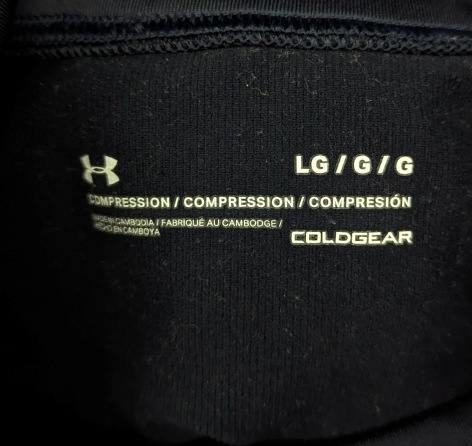 LG / G / G
COMPRESSION / COMPRESSION / COMPRESIÓN
MADE IN CAMBODIA / FABRIQUÉ AU CAMBODGE /
HECHO EN CAMBOYA
COLDGEAR